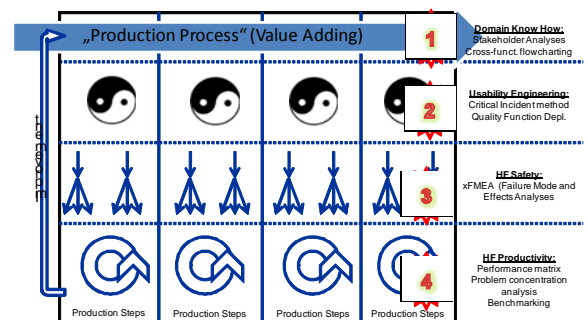 „Production Process“ (Value Adding)
1
Domain Know How:
Stakeholder Analyses
Cross-funct. flowcharting
2
Usability Engineering:
Critical Incident method
Quality Function Depl.
3
HF Safety:
xFMEA (Failure Mode and
Effects Analyses
4
HF Productivity:
Performance matrix
Problem concentration
analysis
Benchmarking
Production Steps
Production Steps
Production Steps
Production Steps